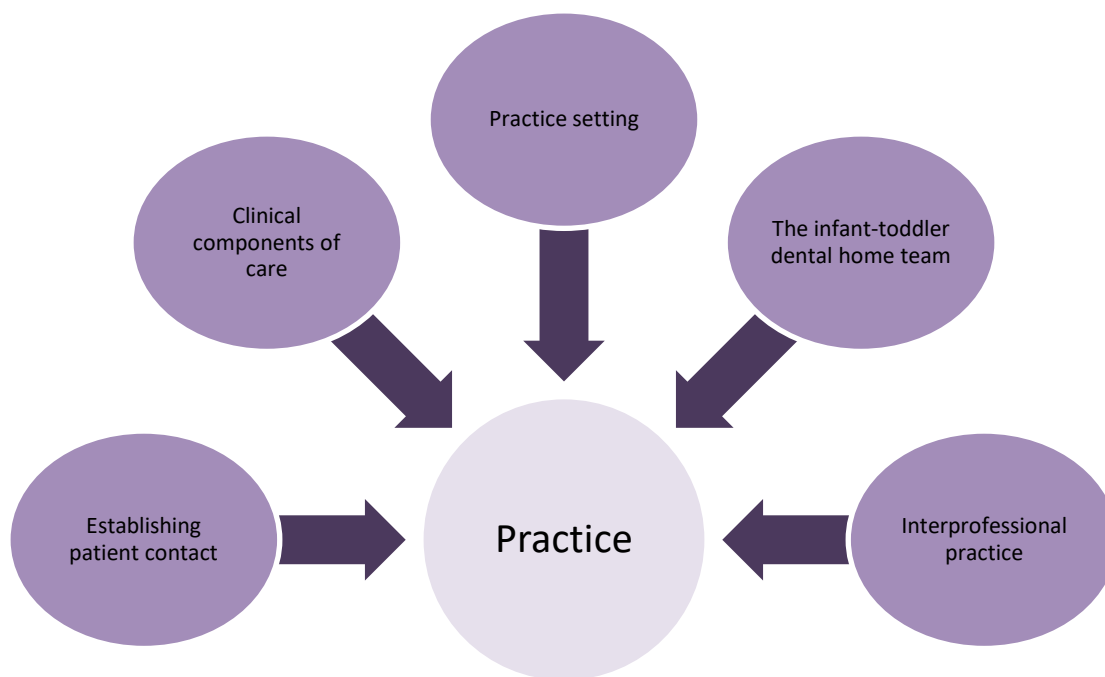 Practice setting
Clinical
components of
care
The infant-toddler
dental home team
Establishing
patient contact
Practice
Interprofessional
practice